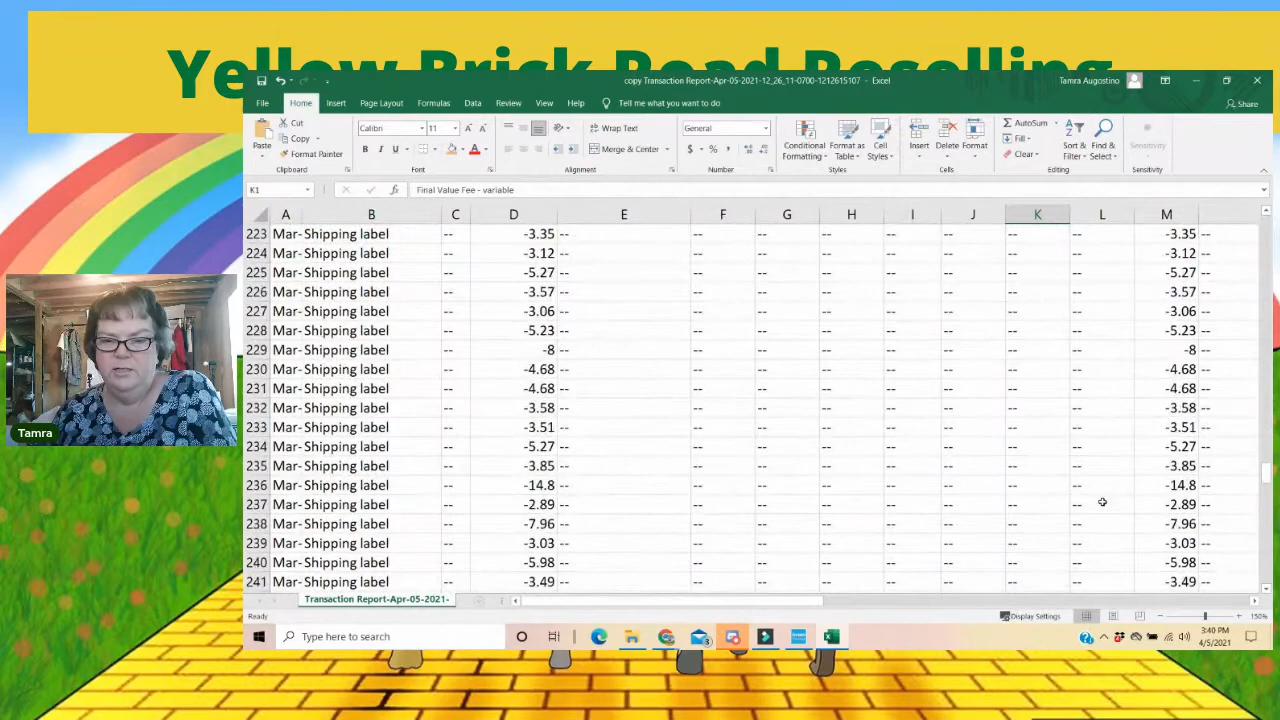 Yellow Brick Road Reselling
copy Transaction Report-Apr-05-2021-12_26_11-0700-1212615107 - Excel
Tamra Augostino
File Home Insert Page Layout Formulas Data Review View Help Tell me what you want to do Share
Paste Cut Copy Format Painter Clipboard
Calibri 11 B I U A Font
Wrap Text Merge & Center Alignment
General $ % , Number
Conditional Formatting Format as Table Cell Styles Styles
Insert Delete Format Cells
AutoSum Fill Clear Sort & Filter Find & Select Editing
Sensitivity Sensitivity
K1 fx Final Value Fee - variable
A B C D E F G H I J K L M
223 Mar- Shipping label -- -3.35 -- -- -- -- -- -- -- -- -3.35 --
224 Mar- Shipping label -- -3.12 -- -- -- -- -- -- -- -- -3.12 --
225 Mar- Shipping label -- -5.27 -- -- -- -- -- -- -- -- -5.27 --
226 Mar- Shipping label -- -3.57 -- -- -- -- -- -- -- -- -3.57 --
227 Mar- Shipping label -- -3.06 -- -- -- -- -- -- -- -- -3.06 --
228 Mar- Shipping label -- -5.23 -- -- -- -- -- -- -- -- -5.23 --
229 Mar- Shipping label -- -8 -- -- -- -- -- -- -- -- -8 --
230 Mar- Shipping label -- -4.68 -- -- -- -- -- -- -- -- -4.68 --
231 Mar- Shipping label -- -4.68 -- -- -- -- -- -- -- -- -4.68 --
232 Mar- Shipping label -- -3.58 -- -- -- -- -- -- -- -- -3.58 --
233 Mar- Shipping label -- -3.51 -- -- -- -- -- -- -- -- -3.51 --
234 Mar- Shipping label -- -5.27 -- -- -- -- -- -- -- -- -5.27 --
235 Mar- Shipping label -- -3.85 -- -- -- -- -- -- -- -- -3.85 --
236 Mar- Shipping label -- -14.8 -- -- -- -- -- -- -- -- -14.8 --
237 Mar- Shipping label -- -2.89 -- -- -- -- -- -- -- -- -2.89 --
238 Mar- Shipping label -- -7.96 -- -- -- -- -- -- -- -- -7.96 --
239 Mar- Shipping label -- -3.03 -- -- -- -- -- -- -- -- -3.03 --
240 Mar- Shipping label -- -5.98 -- -- -- -- -- -- -- -- -5.98 --
241 Mar- Shipping label -- -3.49 -- -- -- -- -- -- -- -- -3.49 --
Tamra
Transaction Report-Apr-05-2021-
Ready Display Settings 150%
Type here to search
3:40 PM
4/5/2021